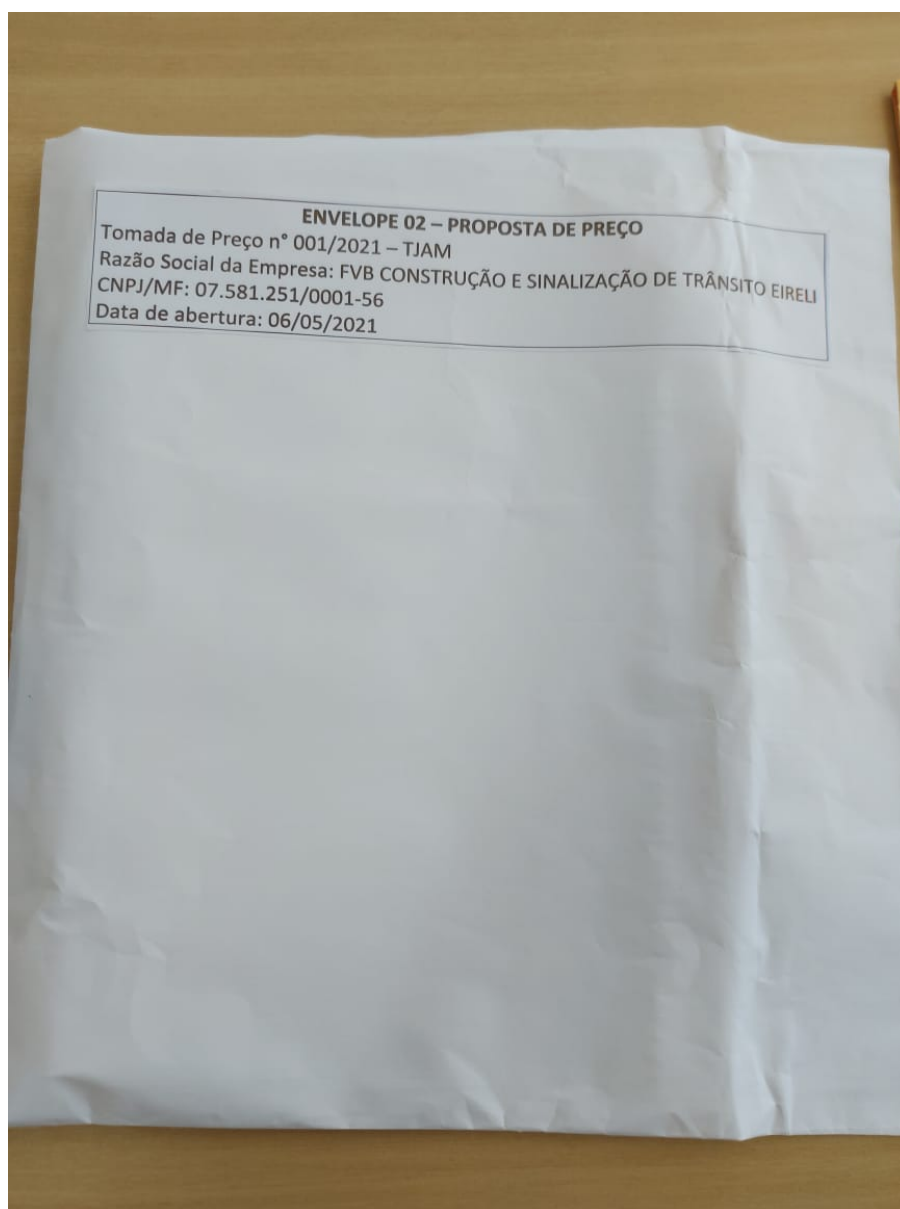 ENVELOPE 02 – PROPOSTA DE PREÇO
Tomada de Preço n° 001/2021 – TJAM
Razão Social da Empresa: FVB CONSTRUÇÃO E SINALIZAÇÃO DE TRÂNSITO EIRELI
CNPJ/MF: 07.581.251/0001-56
Data de abertura: 06/05/2021